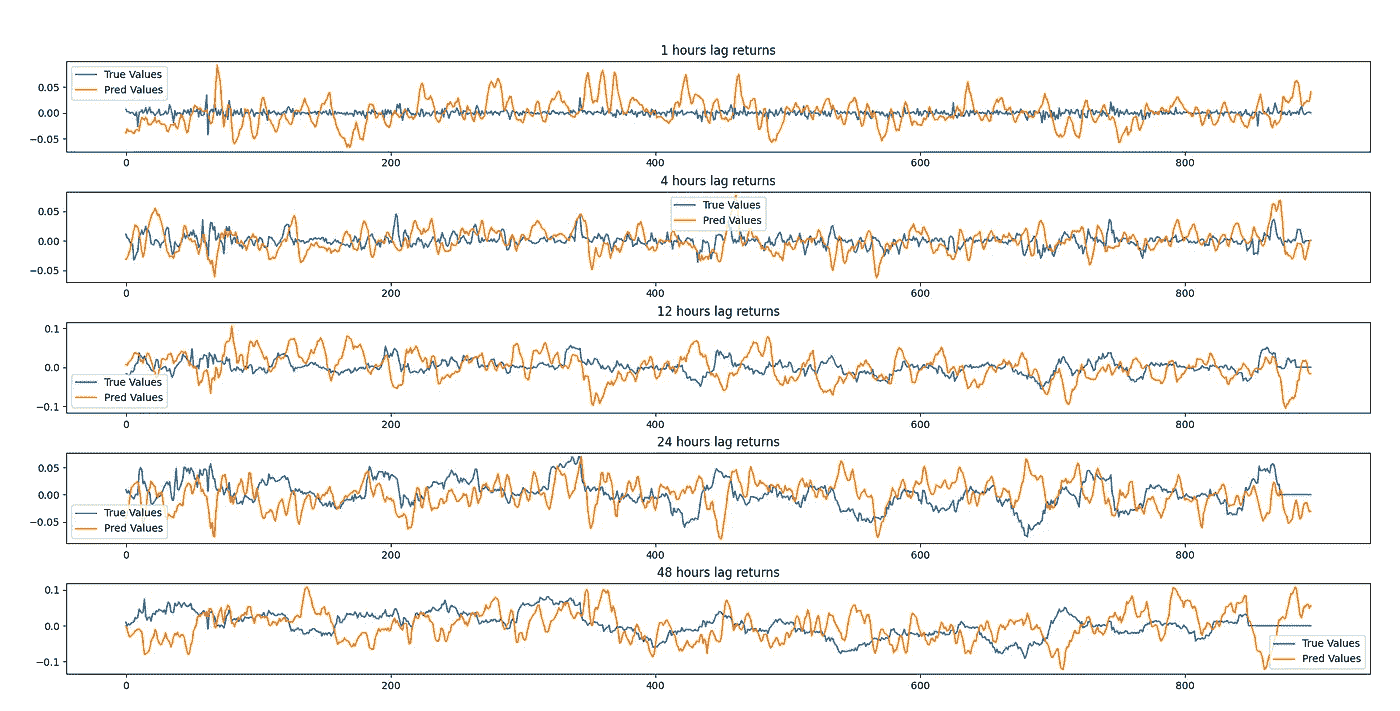 1 hours lag returns
True Values
Pred Values
0.05
0.00
−0.05
0 200 400 600 800
4 hours lag returns
True Values
Pred Values
0.05
0.00
−0.05
0 200 400 600 800
12 hours lag returns
0.1
0.0
−0.1
True Values
Pred Values
0 200 400 600 800
24 hours lag returns
0.05
0.00
−0.05
True Values
Pred Values
0 200 400 600 800
48 hours lag returns
0.1
0.0
−0.1
True Values
Pred Values
0 200 400 600 800